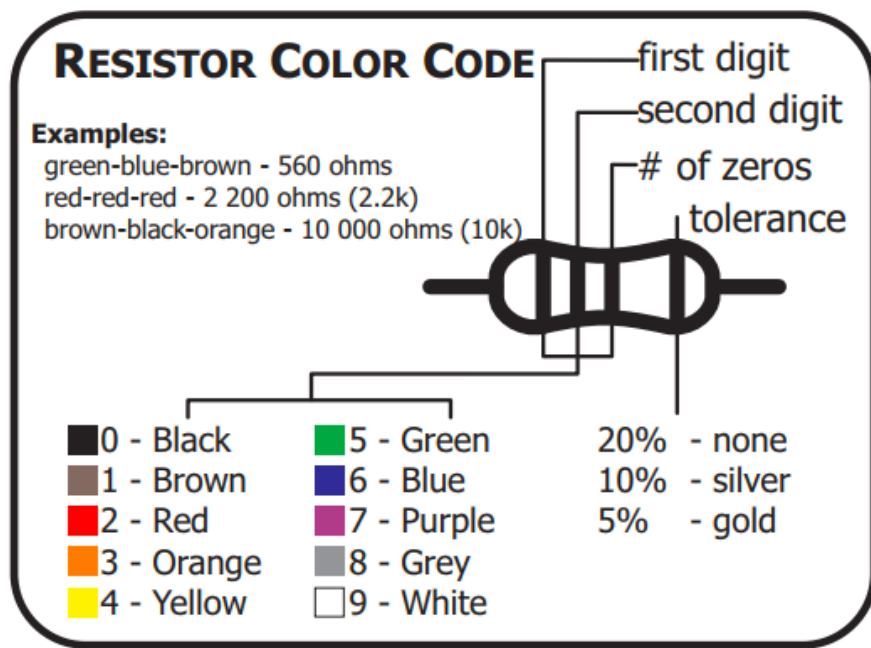 RESISTOR COLOR CODE
first digit
second digit
# of zeros
tolerance
Examples:
green-blue-brown - 560 ohms
red-red-red - 2 200 ohms (2.2k)
brown-black-orange - 10 000 ohms (10k)
0 - Black
1 - Brown
2 - Red
3 - Orange
4 - Yellow
5 - Green
6 - Blue
7 - Purple
8 - Grey
9 - White
20% - none
10% - silver
5% - gold